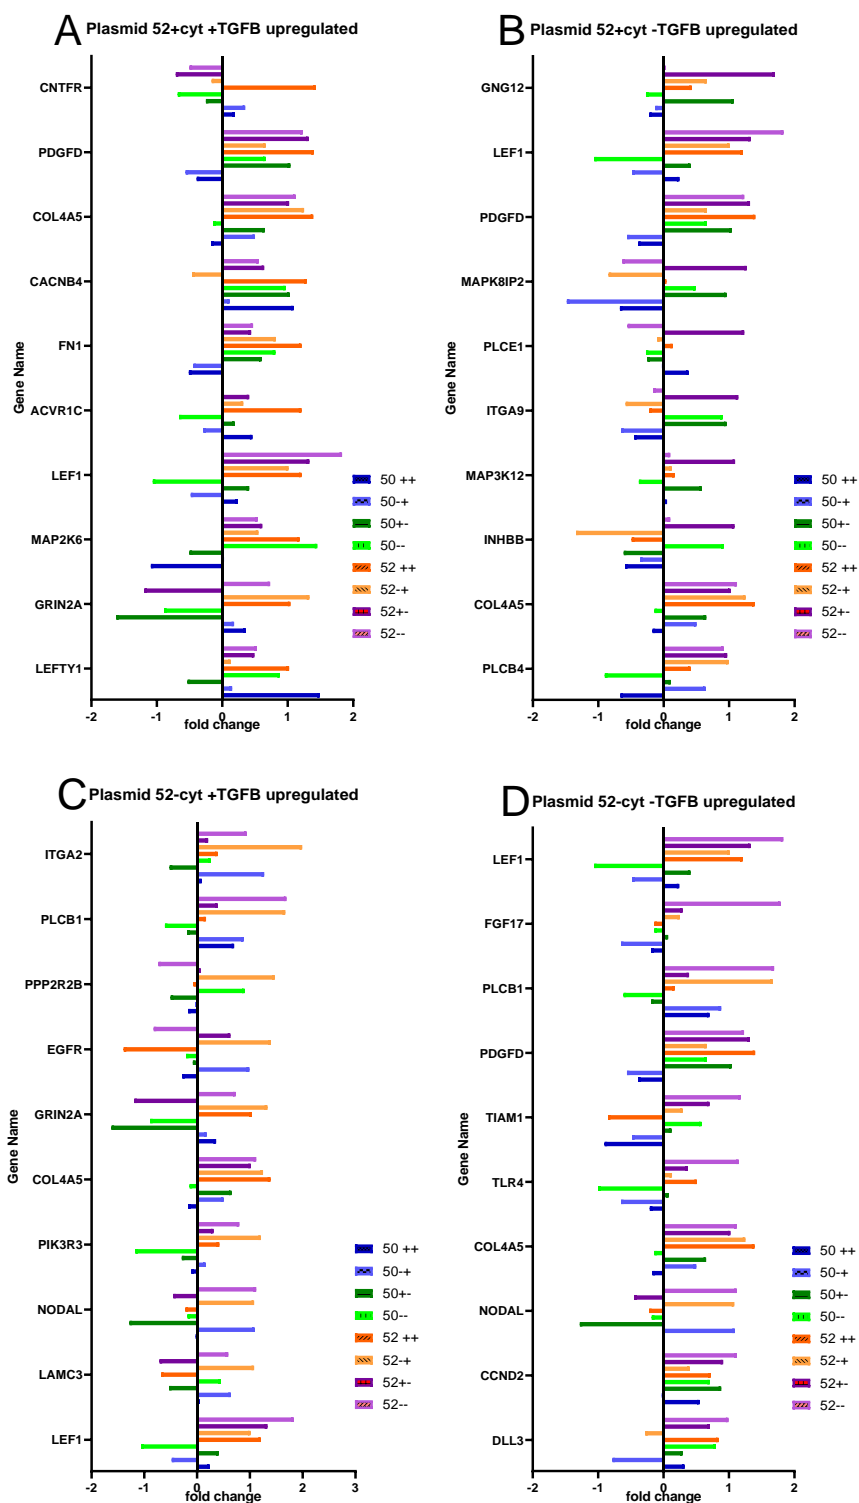 A Plasmid 52+cyt +TGFB upregulated
Gene Name
CNTFR
PDGFD
COL4A5
CACNB4
FN1
ACVR1C
LEF1
MAP2K6
GRIN2A
LEFTY1
50 ++
50-+
50+-
50--
52 ++
52-+
52+-
52--
-2 -1 0 1 2
fold change
B Plasmid 52+cyt -TGFB upregulated
Gene Name
GNG12
LEF1
PDGFD
MAPK8IP2
PLCE1
ITGA9
MAP3K12
INHBB
COL4A5
PLCB4
50 ++
50-+
50+-
50--
52 ++
52-+
52+-
52--
-2 -1 0 1 2
fold change
C Plasmid 52-cyt +TGFB upregulated
Gene Name
ITGA2
PLCB1
PPP2R2B
EGFR
GRIN2A
COL4A5
PIK3R3
NODAL
LAMC3
LEF1
50 ++
50-+
50+-
50--
52 ++
52-+
52+-
52--
-2 -1 0 1 2 3
fold change
D Plasmid 52-cyt -TGFB upregulated
Gene Name
LEF1
FGF17
PLCB1
PDGFD
TIAM1
TLR4
COL4A5
NODAL
CCND2
DLL3
50 ++
50-+
50+-
50--
52 ++
52-+
52+-
52--
-2 -1 0 1 2
fold change